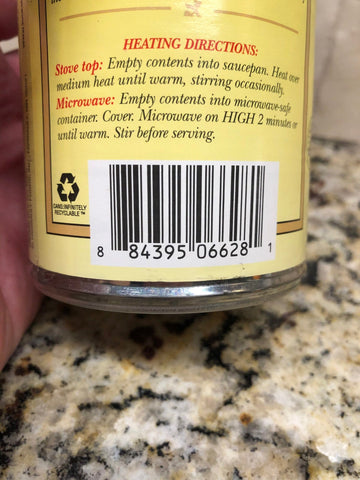 HEATING DIRECTIONS:
Stove top: Empty contents into saucepan. Heat over
medium heat until warm, stirring occasionally.
Microwave: Empty contents into microwave-safe
container. Cover. Microwave on HIGH 2 minutes or
until warm. Stir before serving.
CANS: INFINITELY
RECYCLABLE™
8 84395 06628 1